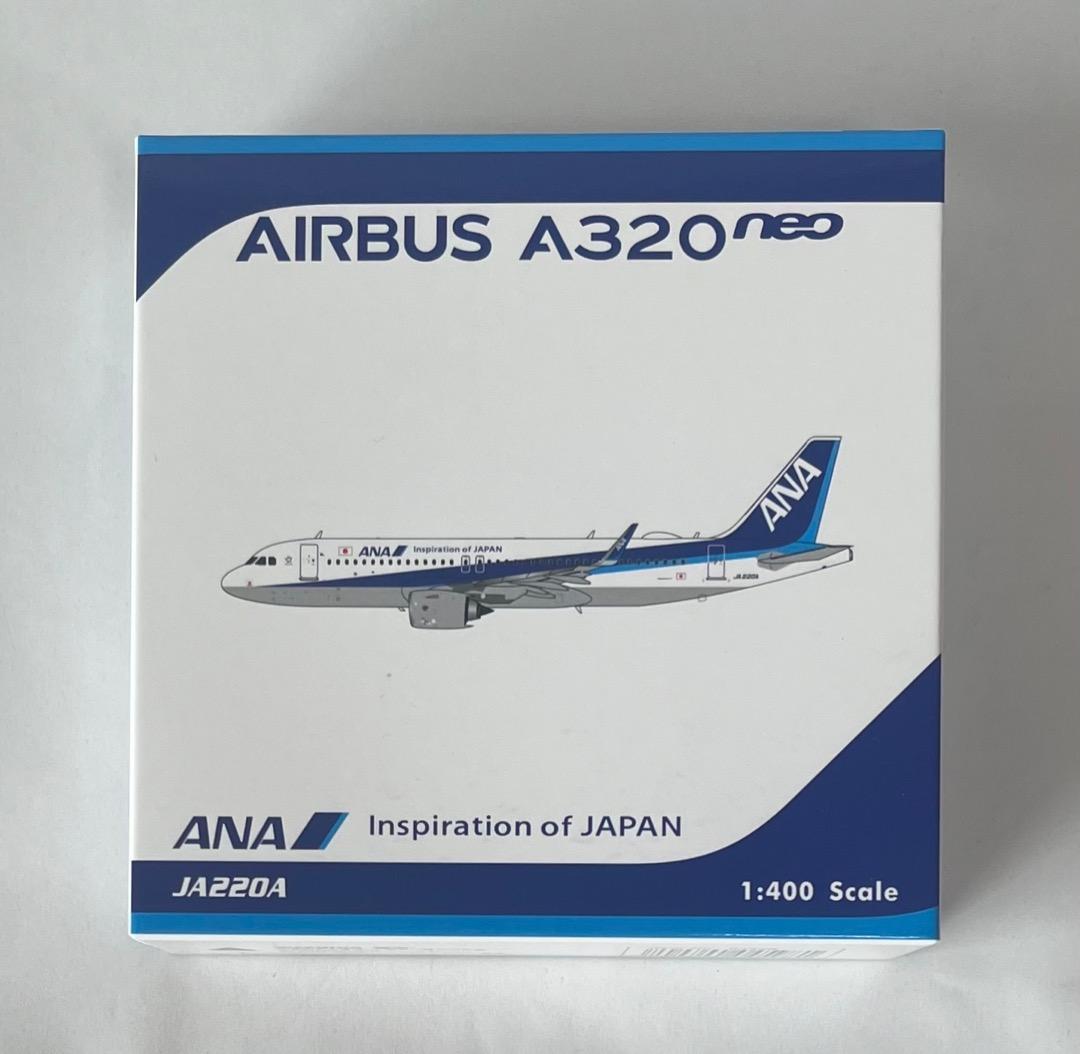 AIRBUS A320neo
ANA
ANA Inspiration of JAPAN
JA220A
ANA Inspiration of JAPAN
JA220A
1:400 Scale